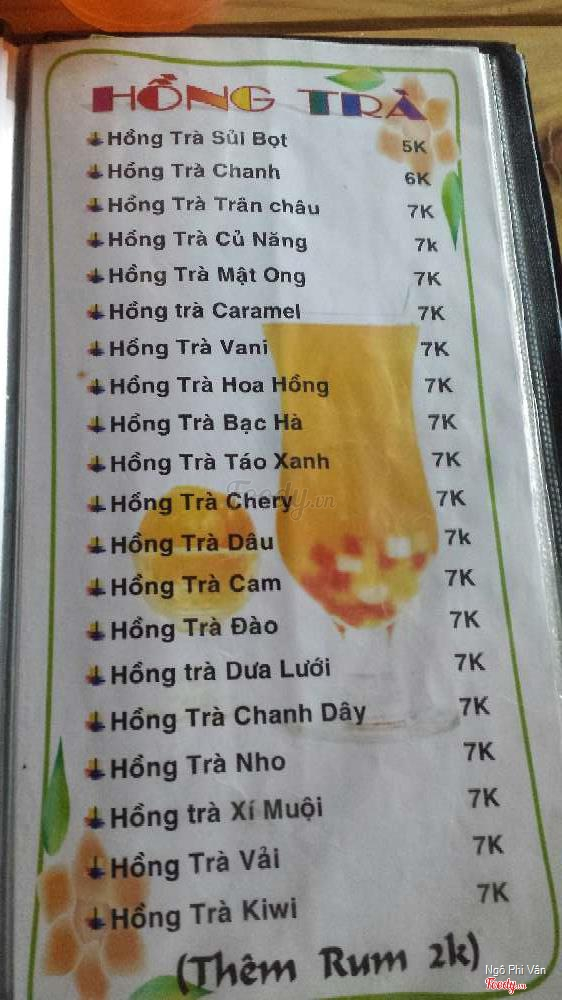 HỒNG TRÀ
Hồng Trà Sủi Bọt 5K
Hồng Trà Chanh 6K
Hồng Trà Trân châu 7K
Hồng Trà Củ Năng 7k
Hồng Trà Mật Ong 7K
Hồng trà Caramel 7K
Hồng Trà Vani 7K
Hồng Trà Hoa Hồng 7K
Hồng Trà Bạc Hà 7K
Hồng Trà Táo Xanh 7K
Foody.vn
Hồng Trà Chery 7K
Hồng Trà Dâu 7k
Hồng Trà Cam 7K
Hồng Trà Đào 7K
Hồng trà Dưa Lưới 7K
Hồng Trà Chanh Dây 7K
Hồng Trà Nho 7K
Hồng trà Xí Muội 7K
Hồng Trà Vải 7K
Hồng Trà Kiwi 7K
(Thêm Rum 2k)
Ngô Phi Vân
Foody.vn